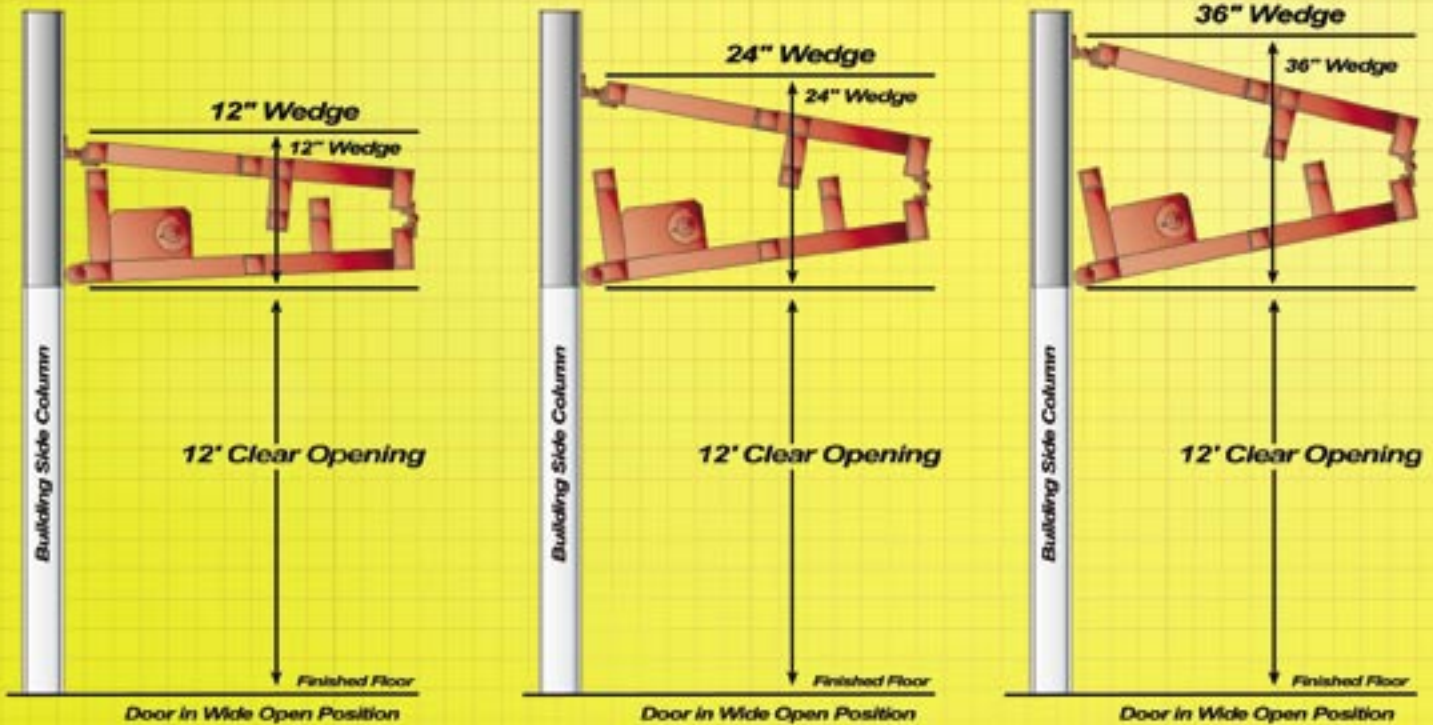 12" Wedge
12" Wedge
Building Side Column
12' Clear Opening
Finished Floor
Door in Wide Open Position
24" Wedge
24" Wedge
Building Side Column
12' Clear Opening
Finished Floor
Door in Wide Open Position
36" Wedge
36" Wedge
Building Side Column
12' Clear Opening
Finished Floor
Door in Wide Open Position